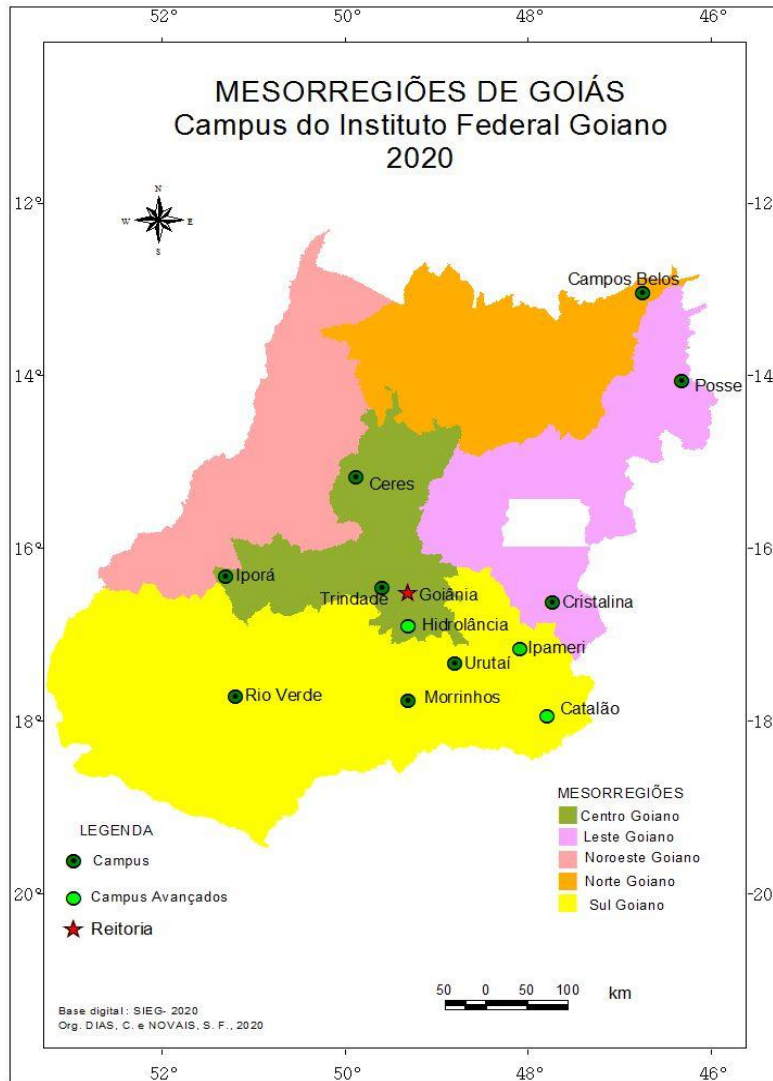 52° 50° 48° 46°
MESORREGIÕES DE GOIÁS
Campus do Instituto Federal Goiano
2020
12° 12
N
W E
S
Campos Belos
14° 14
Posse
Ceres
16° 16
Iporá
Trindade
Goiânia
Cristalina
Hidrolância
Ipameri
Urutaí
Rio Verde
Morrinhos
Catalão
18° 18
LEGENDA
Campus
Campus Avançados
Reitoria
MESORREGIÕES
Centro Goiano
Leste Goiano
Noroeste Goiano
Norte Goiano
Sul Goiano
20° 20
50 0 50 100 km
Base digital : SIEG- 2020
Org. DIAS, C. e NOVAIS, S. F., 2020
52° 50° 48° 46°